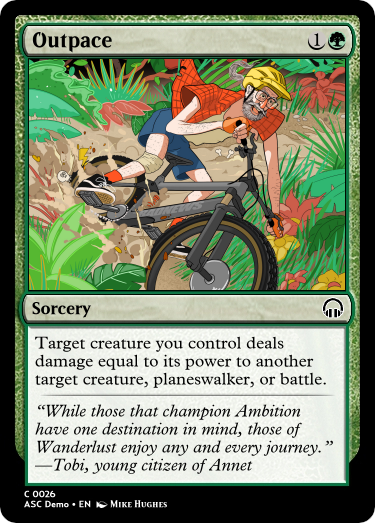 Outpace 1
Sorcery
Target creature you control deals
damage equal to its power to another
target creature, planeswalker, or battle.
“While those that champion Ambition
have one destination in mind, those of
Wanderlust enjoy any and every journey.”
—Tobi, young citizen of Annet
C 0026
ASC Demo • EN Mike Hughes